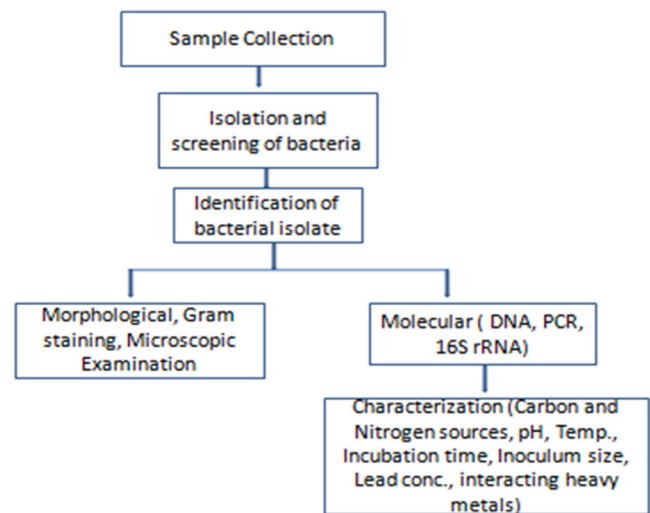 Sample Collection
Isolation and
screening of bacteria
Identification of
bacterial isolate
Morphological, Gram
staining, Microscopic
Examination
Molecular ( DNA, PCR,
16S rRNA)
Characterization (Carbon and
Nitrogen sources, pH, Temp.,
Incubation time, Inoculum size,
Lead conc., interacting heavy
metals)